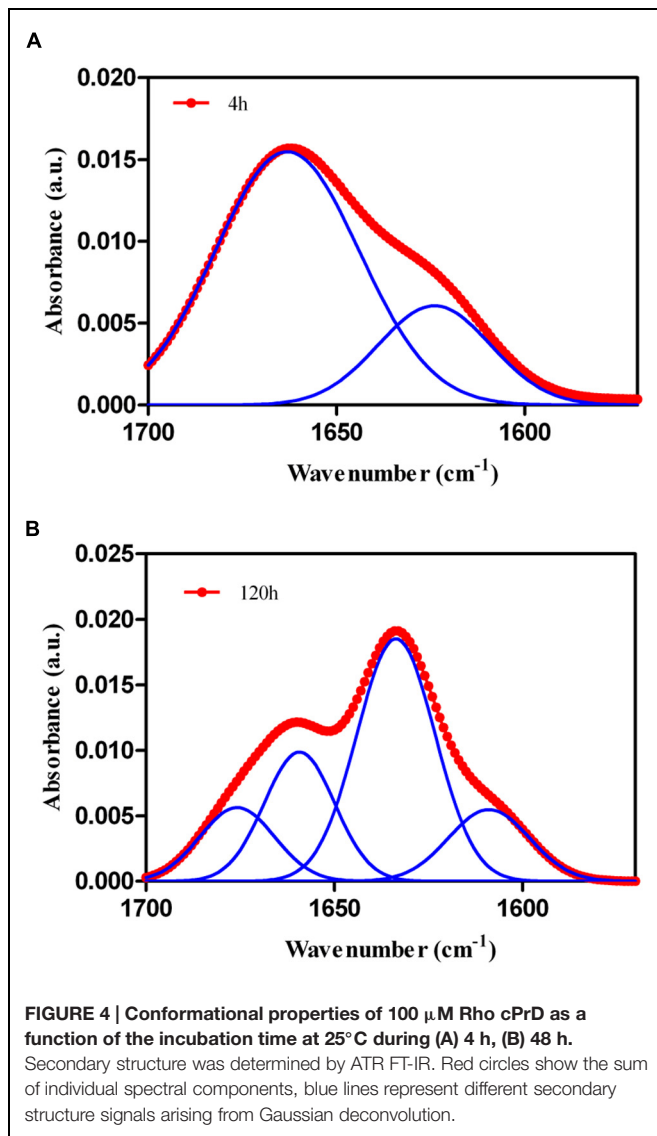 A
0.020
0.015
0.010
0.005
0.000
Absorbance (a.u.)
4h
1700
1650
1600
Wavenumber (cm⁻¹)
B
0.025
0.020
0.015
0.010
0.005
0.000
Absorbance (a.u.)
120h
1700
1650
1600
Wavenumber (cm⁻¹)
FIGURE 4 | Conformational properties of 100 μM Rho cPrD as a
function of the incubation time at 25°C during (A) 4 h, (B) 48 h.
Secondary structure was determined by ATR FT-IR. Red circles show the sum
of individual spectral components, blue lines represent different secondary
structure signals arising from Gaussian deconvolution.